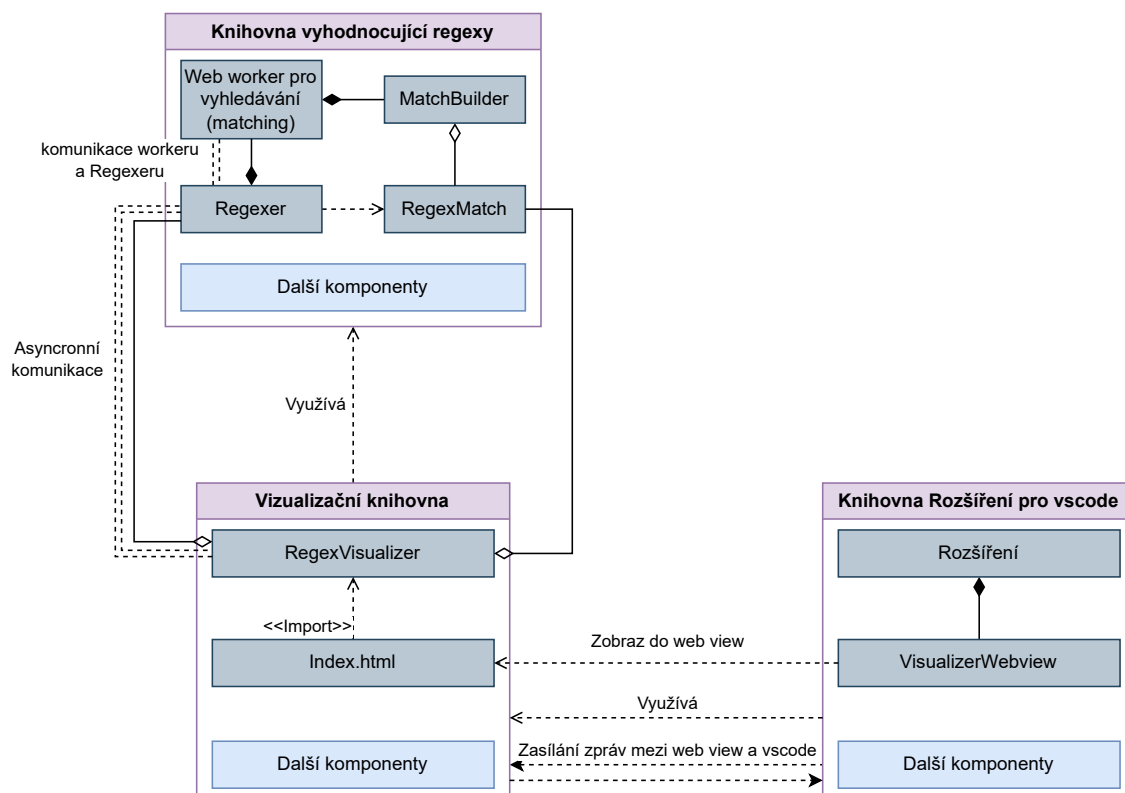 Knihovna vyhodnocující regexy
Web worker pro
vyhledávání
(matching)
MatchBuilder
komunikace workeru
a Regexeru
Regexer
RegexMatch
Další komponenty
Asyncronní
komunikace
Využívá
Vizualizační knihovna
Knihovna Rozšíření pro vscode
RegexVisualizer
Rozšíření
<<Import>>
Zobraz do web view
Index.html
VisualizerWebview
Využívá
Zasílání zpráv mezi web view a vscode
Další komponenty
Další komponenty